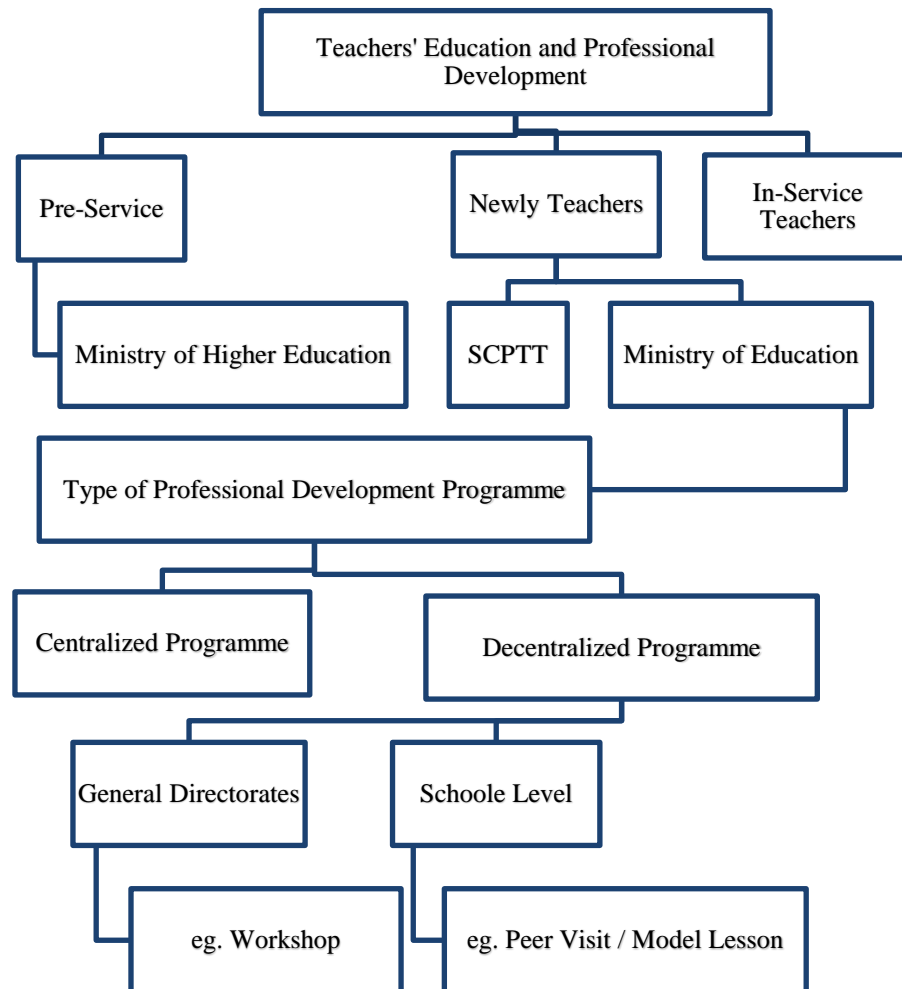 Teachers' Education and Professional
Development
Pre-Service
Newly Teachers
In-Service
Teachers
Ministry of Higher Education
SCPTT
Ministry of Education
Type of Professional Development Programme
Centralized Programme
Decentralized Programme
General Directorates
Schoole Level
eg. Workshop
eg. Peer Visit / Model Lesson